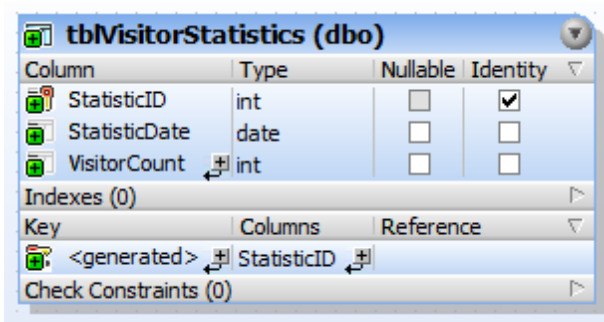 tblVisitorStatistics (dbo)
Column Type Nullable Identity
StatisticID int
StatisticDate date
VisitorCount int
Indexes (0)
Key Columns Reference
<generated> StatisticID
Check Constraints (0)